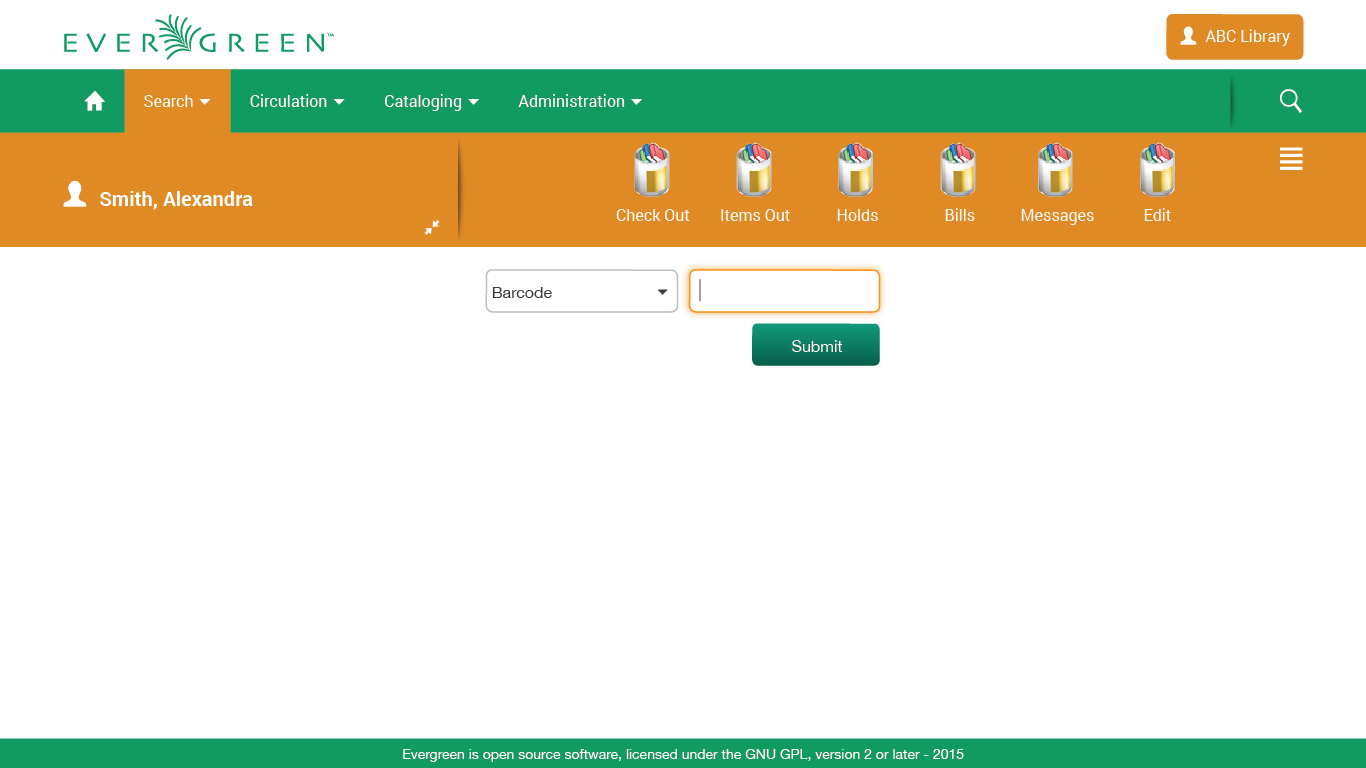 EVERGREEN™
ABC Library
Search
Circulation
Cataloging
Administration
Smith, Alexandra
Check Out
Items Out
Holds
Bills
Messages
Edit
Barcode
Submit
Evergreen is open source software, licensed under the GNU GPL, version 2 or later - 2015